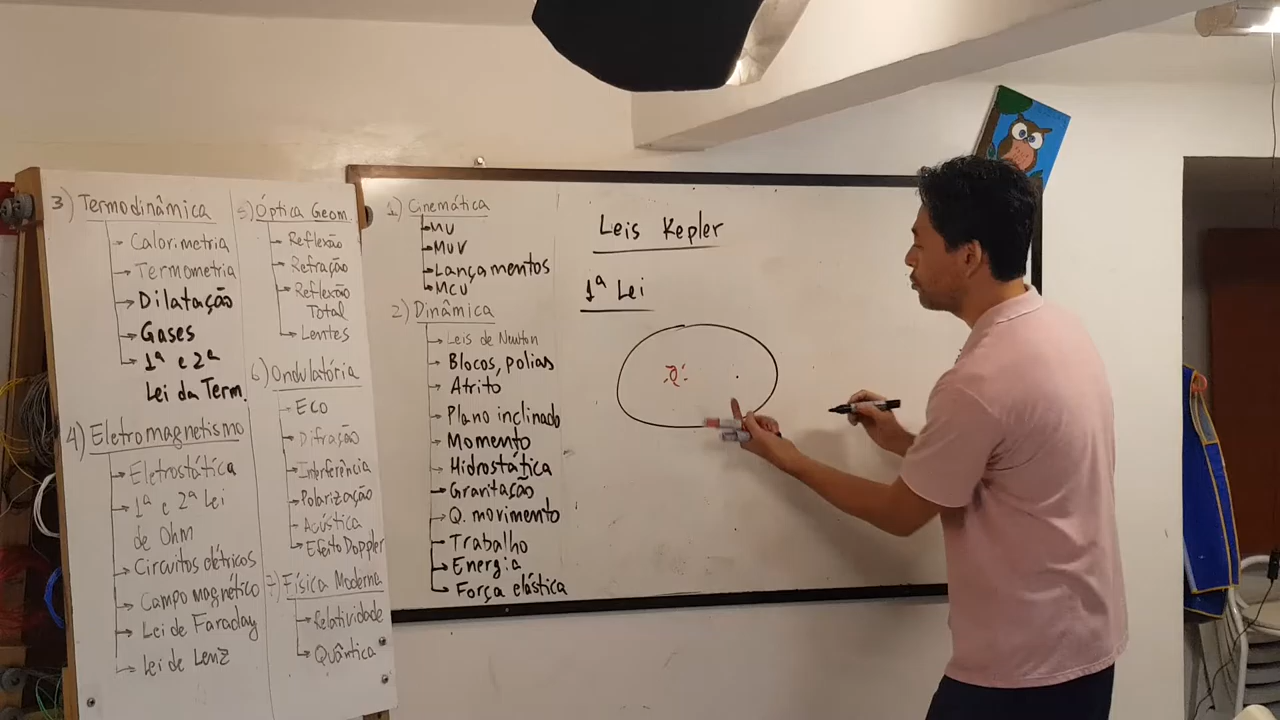 3) Termodinâmica
Calorimetria
Termometria
Dilatação
Gases
1ª e 2ª
Lei da Term.
4) Eletromagnetismo
Eletrostática
1ª e 2ª Lei
de Ohm
Circuitos elétricos
Campo magnético
Lei de Faraday
Lei de Lenz
5) Óptica Geom.
Reflexão
Refração
Reflexão
Total
Lentes
6) Ondulatória
Eco
Difração
Interferência
Polarização
Acústica
Efeito Doppler
7) Física Moderna
Relatividade
Quântica
1) Cinemática
MU
MUV
Lançamentos
MCU
2) Dinâmica
Leis de Newton
Blocos, polias
Atrito
Plano inclinado
Momento
Hidrostática
Gravitação
Q. movimento
Trabalho
Energia
Força elástica
Leis Kepler
1ª Lei